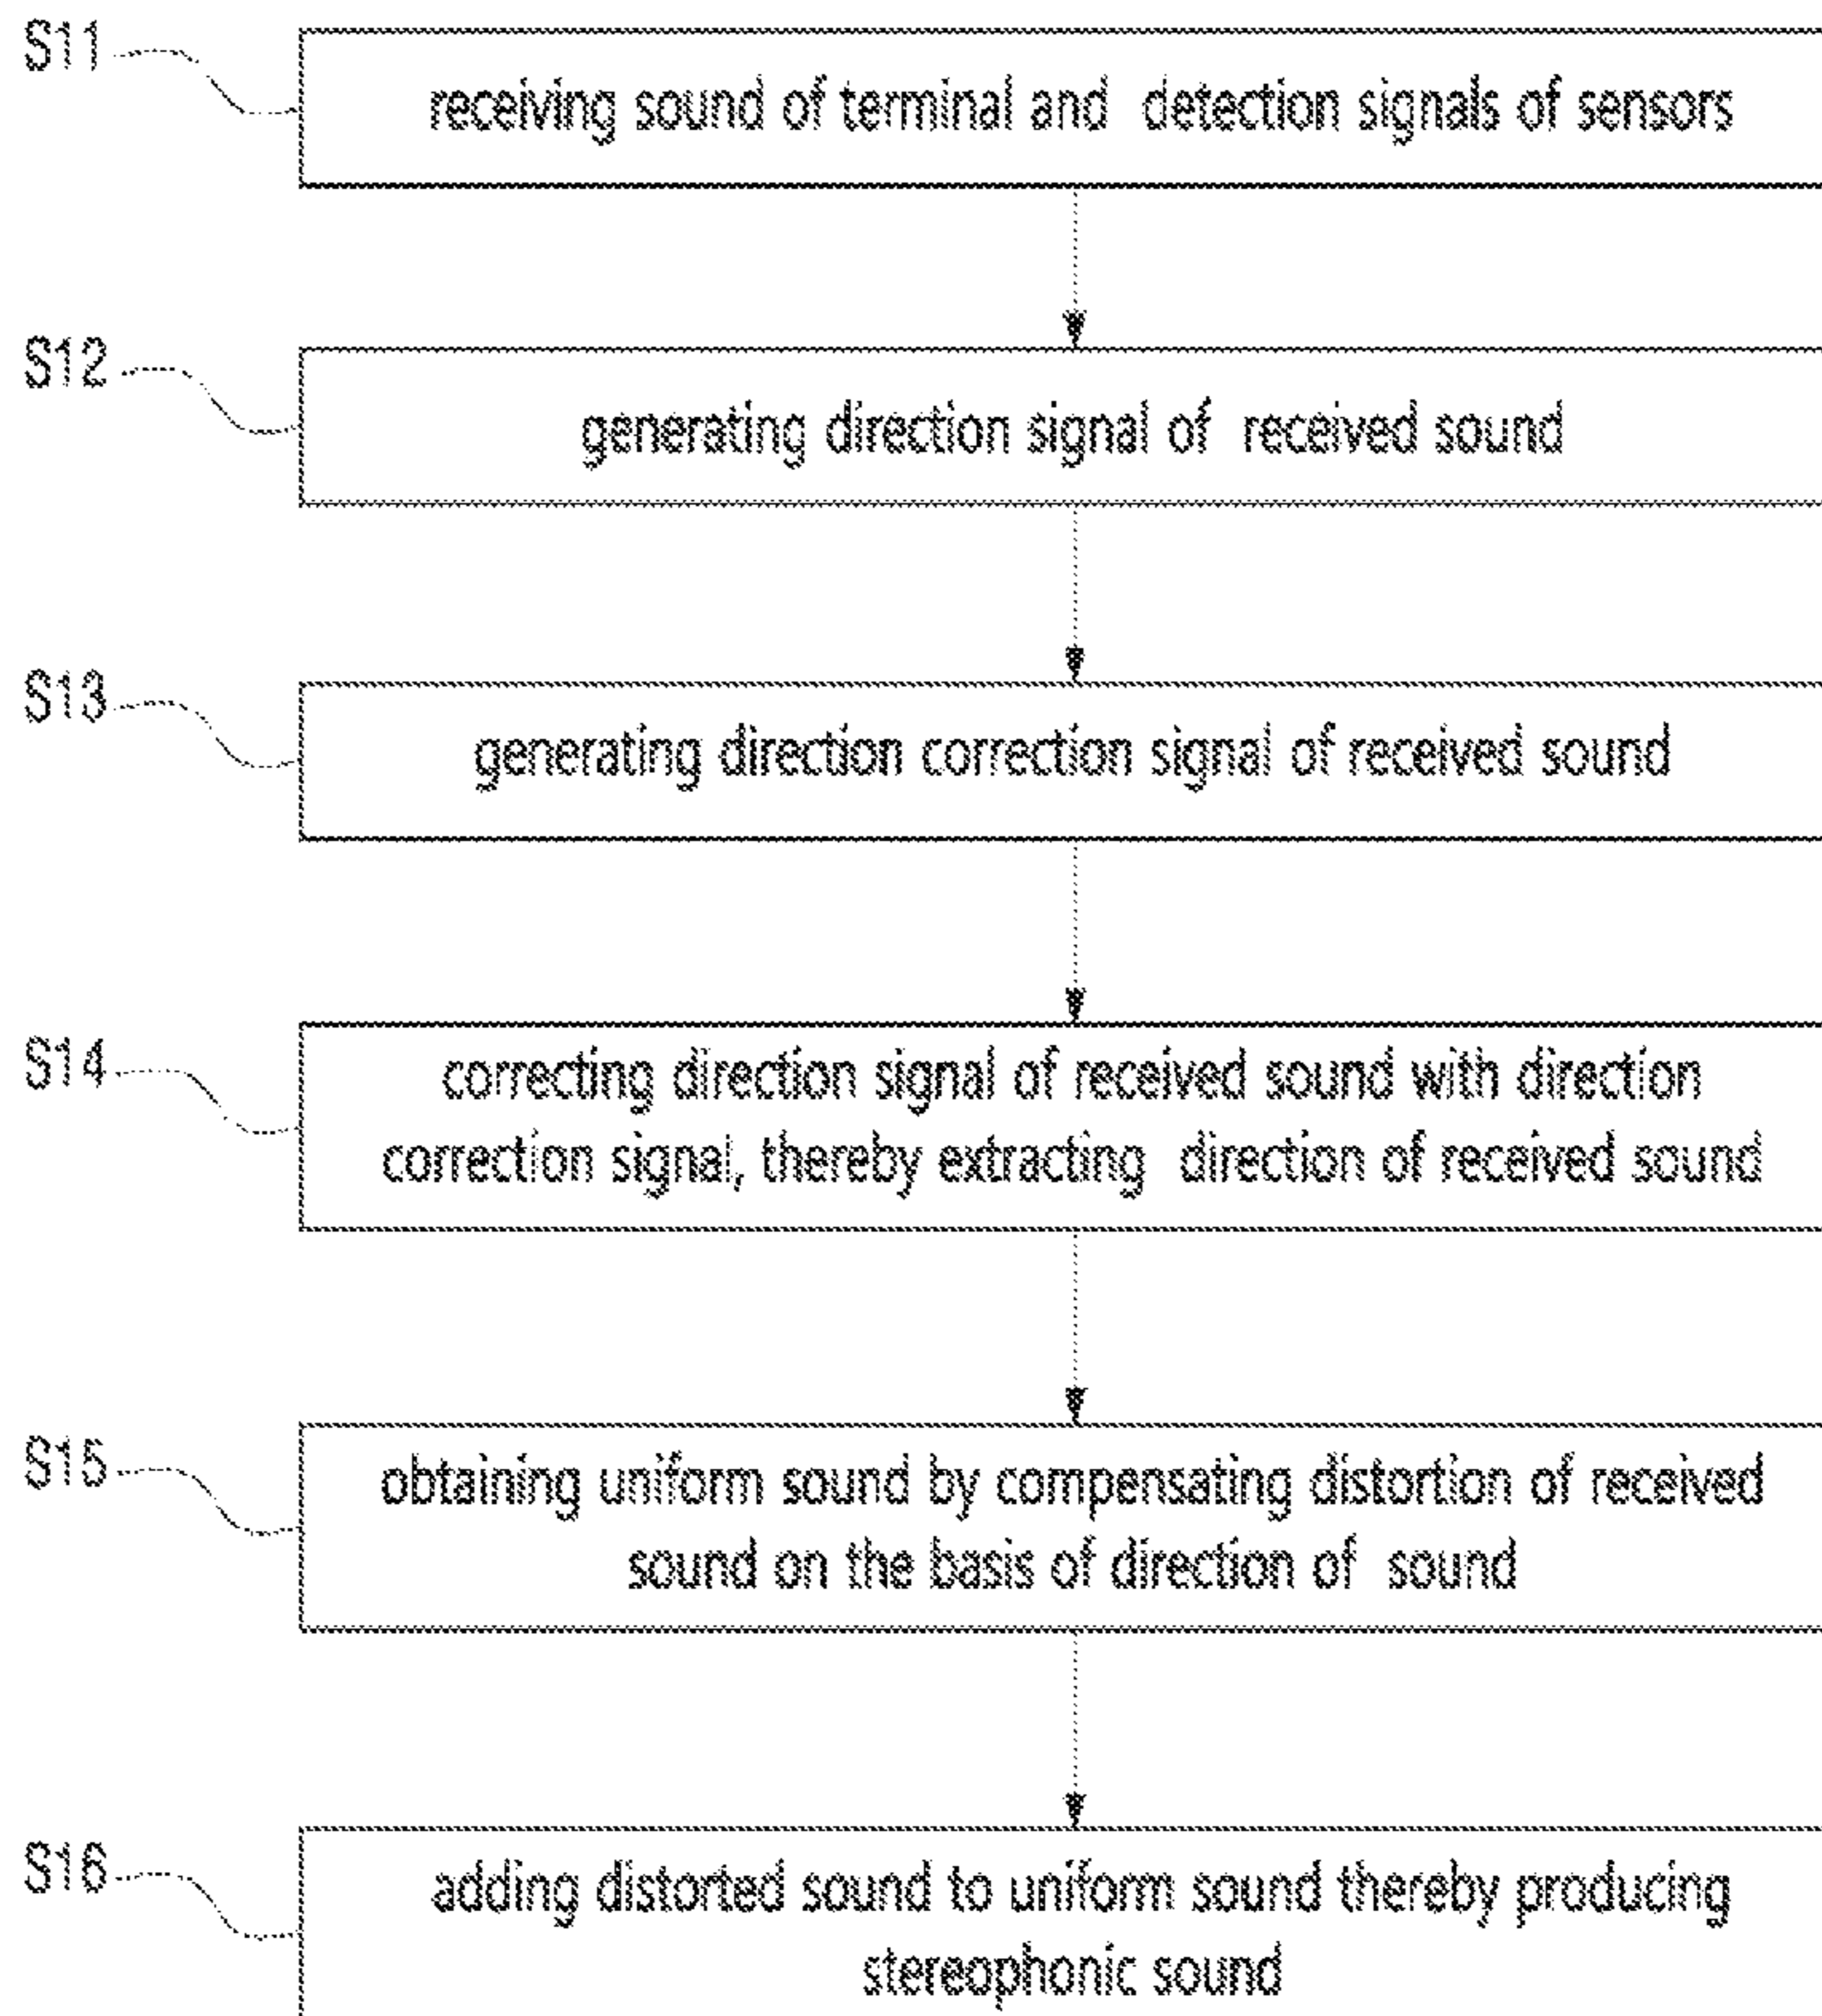 S11
receiving sound of terminal and detection signals of sensors
S12
generating direction signal of received sound
S13
generating direction correction signal of received sound
S14
correcting direction signal of received sound with direction
correction signal, thereby extracting direction of received sound
S15
obtaining uniform sound by compensating distortion of received
sound on the basis of direction of sound
S16
adding distorted sound to uniform sound thereby producing
stereophonic sound